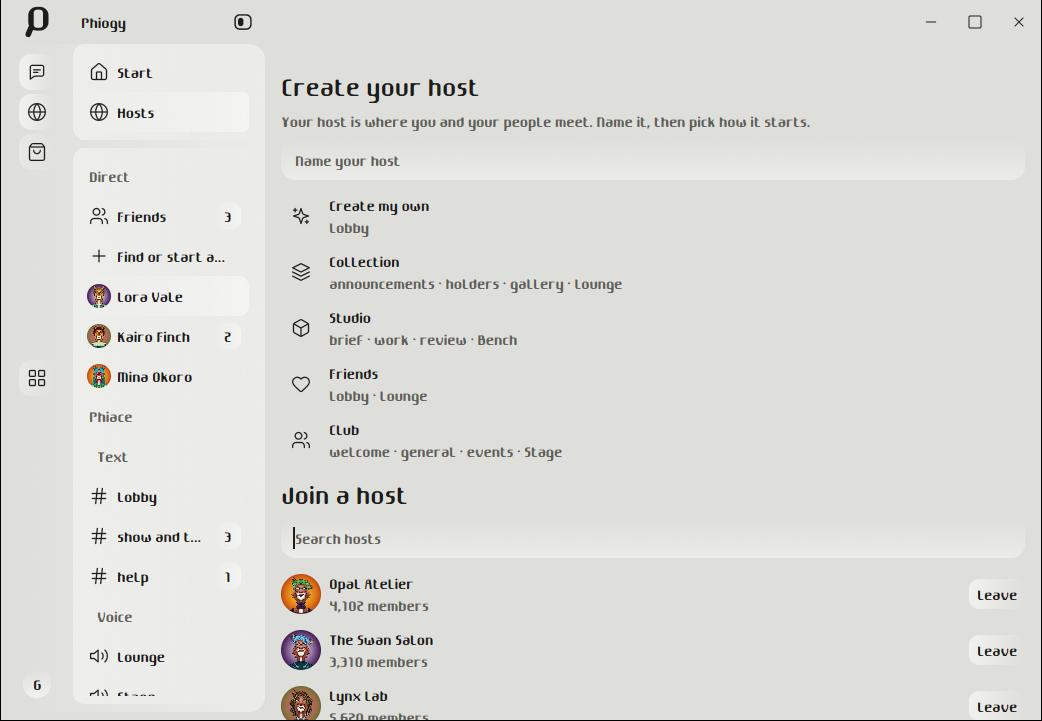 Phiogy
Start
Hosts
Direct
Friends 3
Find or start a...
Lora Vale
Kairo Finch 2
Mina Okoro
Phiace
Text
Lobby
show and t... 3
help 1
Voice
Lounge
Stage
6
Create your host
Your host is where you and your people meet. Name it, then pick how it starts.
Name your host
Create my own
Lobby
Collection
announcements · holders · gallery · Lounge
Studio
brief · work · review · Bench
Friends
Lobby · Lounge
Club
welcome · general · events · Stage
Join a host
Search hosts
Opal Atelier
4,102 members
Leave
The Swan Salon
3,310 members
Leave
Lynx Lab
5,620 members
Leave